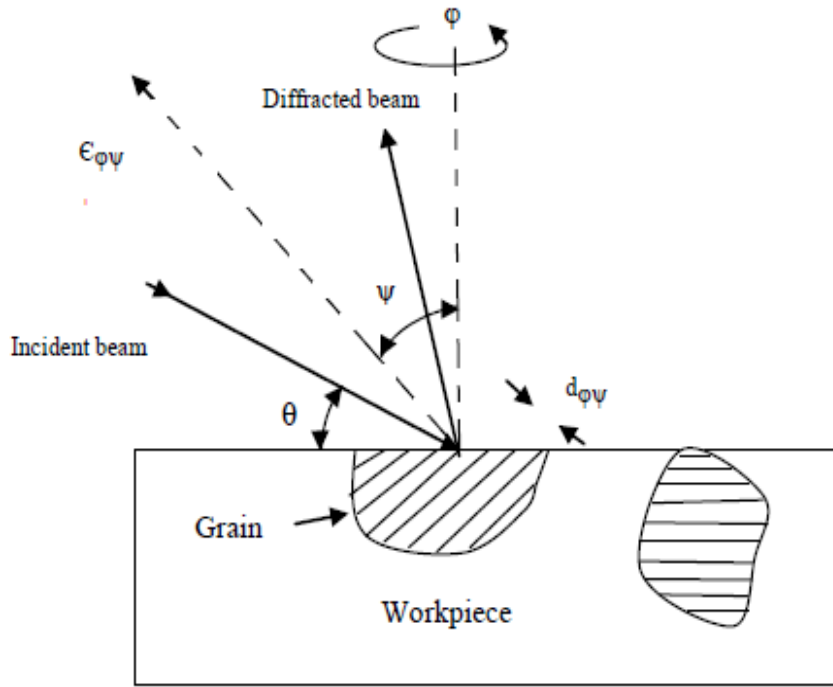 φ
Diffracted beam
ϵφψ
ψ
Incident beam
θ
dφψ
Grain
Workpiece